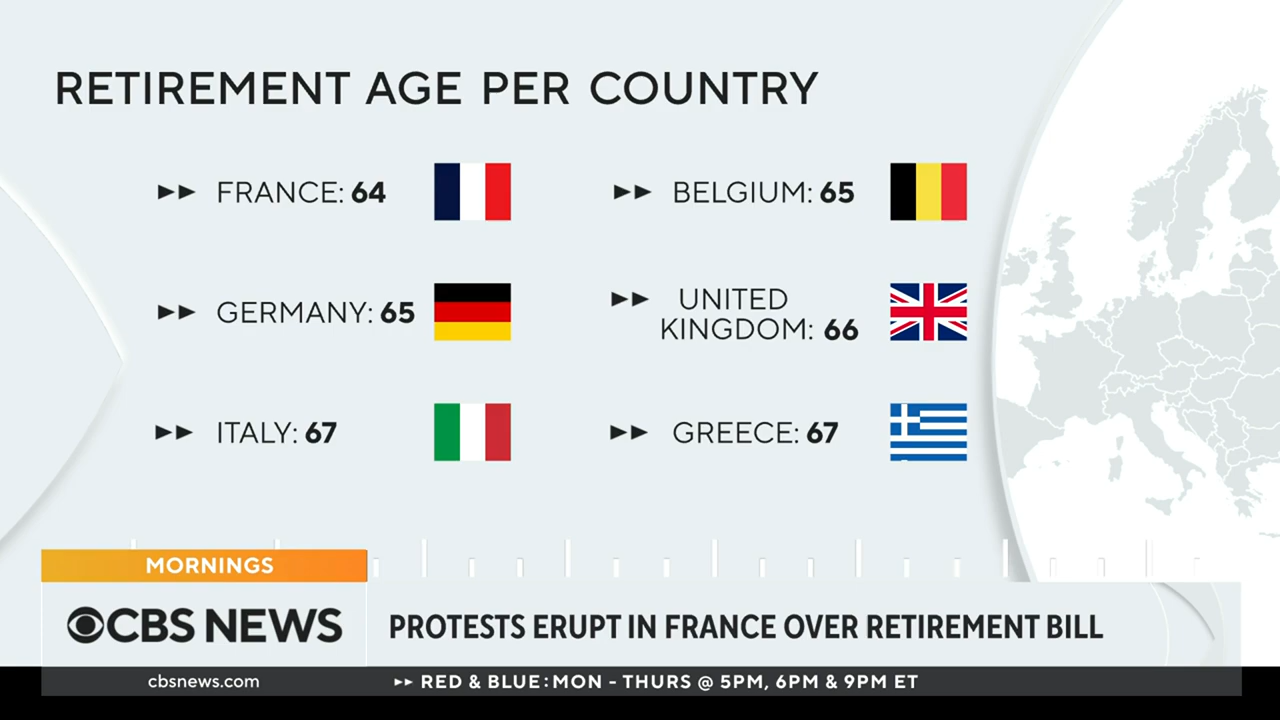 RETIREMENT AGE PER COUNTRY
FRANCE: 64
BELGIUM: 65
GERMANY: 65
UNITED
KINGDOM: 66
ITALY: 67
GREECE: 67
MORNINGS
CBS NEWS
PROTESTS ERUPT IN FRANCE OVER RETIREMENT BILL
cbsnews.com
RED & BLUE: MON - THURS @ 5PM, 6PM & 9PM ET